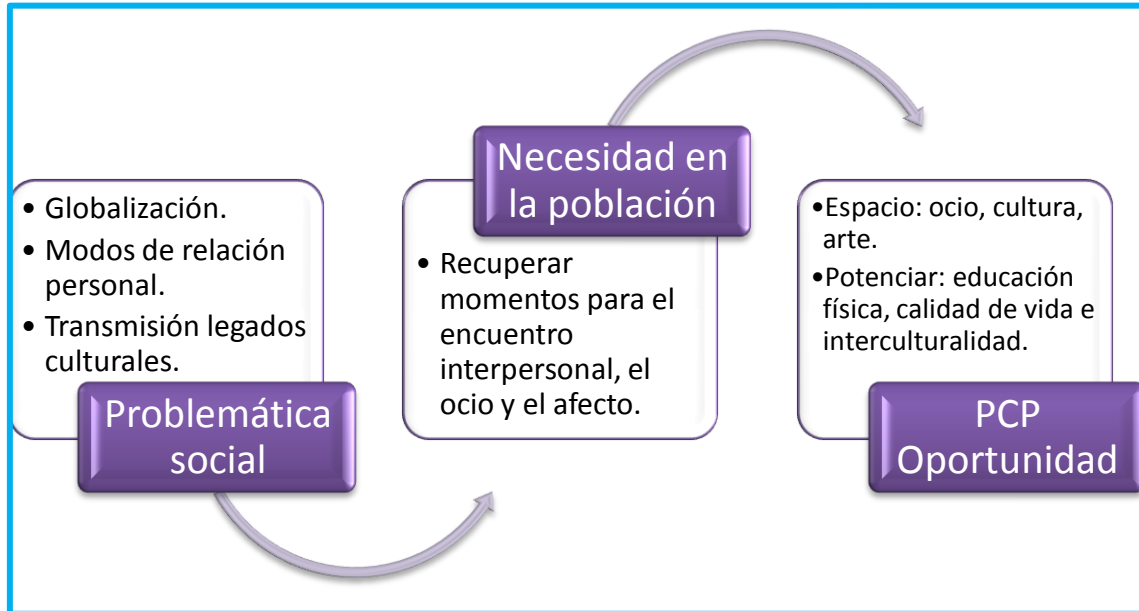 • Globalización.
• Modos de relación
personal.
• Transmisión legados
culturales.
Problemática
social
Necesidad en
la población
• Recuperar
momentos para el
encuentro
interpersonal, el
ocio y el afecto.
•Espacio: ocio, cultura,
arte.
•Potenciar: educación
física, calidad de vida e
interculturalidad.
PCP
Oportunidad